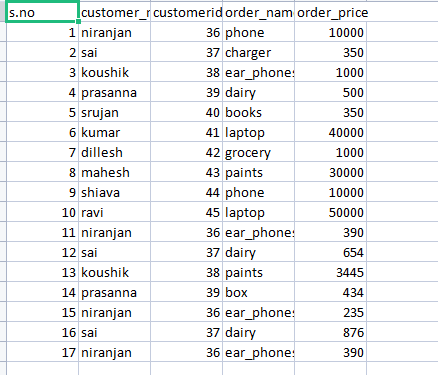 s.no customer_n customerid order_nam order_price
1 niranjan 36 phone 10000
2 sai 37 charger 350
3 koushik 38 ear_phones 1000
4 prasanna 39 dairy 500
5 srujan 40 books 350
6 kumar 41 laptop 40000
7 dillesh 42 grocery 1000
8 mahesh 43 paints 30000
9 shiava 44 phone 10000
10 ravi 45 laptop 50000
11 niranjan 36 ear_phones 390
12 sai 37 dairy 654
13 koushik 38 paints 3445
14 prasanna 39 box 434
15 niranjan 36 ear_phones 235
16 sai 37 dairy 876
17 niranjan 36 ear_phones 390